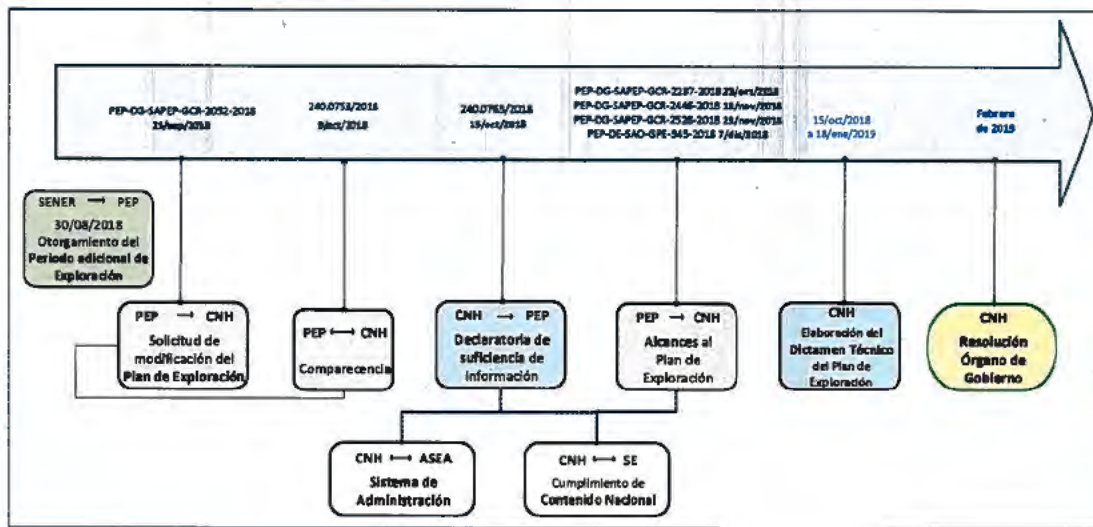 PEP-DG-SAPEP-GCR-2052-2018
25/sep/2018
240.0753/2018
9/oct/2018
240.0763/2018
15/oct/2018
PEP-DG-SAPEP-GCR-2287-2018 23/oct/2018
PEP-DG-SAPEP-GCR-2446-2018 13/nov/2018
PEP-DG-SAPEP-GCR-2528-2018 23/nov/2018
PEP-DE-SAO-GPE-545-2018 7/dic/2018
15/oct/2018
a 18/ene/2019
Febrero
de 2019
SENER → PEP
30/08/2018
Otorgamiento del
Periodo adicional de
Exploración
PEP → CNH
Solicitud de
modificación del
Plan de Exploración
PEP ↔ CNH
Comparecencia
CNH → PEP
Declaratoria de
suficiencia de
Información
PEP → CNH
Alcances al
Plan de
Exploración
CNH
Elaboración del
Dictamen Técnico
del Plan de
Exploración
CNH
Resolución
Órgano de
Gobierno
CNH ↔ ASEA
Sistema de
Administración
CNH ↔ SE
Cumplimiento de
Contenido Nacional